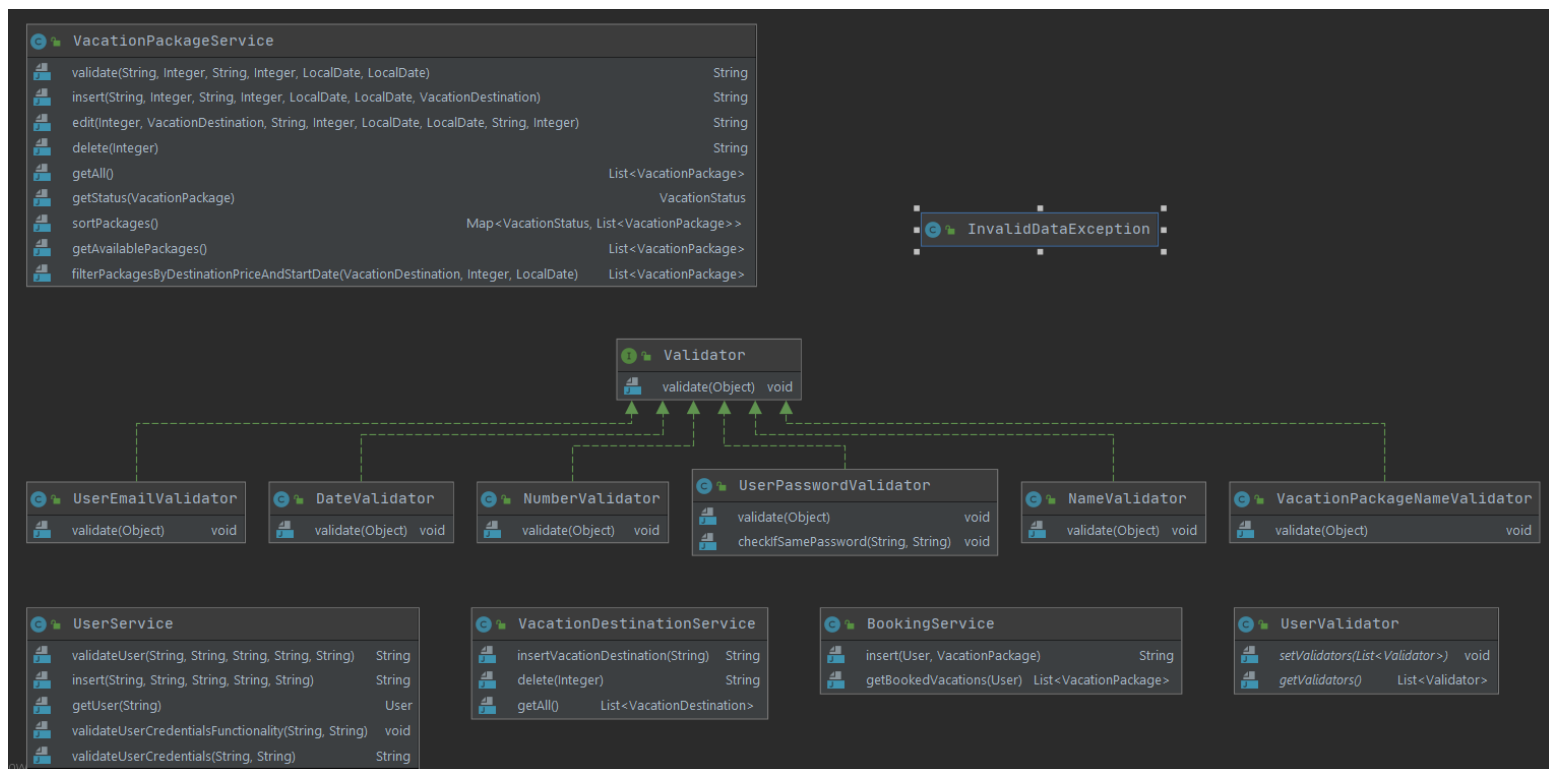 VacationPackageService
validate(String, Integer, String, Integer, LocalDate, LocalDate) String
insert(String, Integer, String, Integer, LocalDate, LocalDate, VacationDestination) String
edit(Integer, VacationDestination, String, Integer, LocalDate, LocalDate, String, Integer) String
delete(Integer) String
getAll() List<VacationPackage>
getStatus(VacationPackage) VacationStatus
sortPackages() Map<VacationStatus, List<VacationPackage>>
getAvailablePackages() List<VacationPackage>
filterPackagesByDestinationPriceAndStartDate(VacationDestination, Integer, LocalDate) List<VacationPackage>
InvalidDataException
Validator
validate(Object) void
UserEmailValidator
validate(Object) void
DateValidator
validate(Object) void
NumberValidator
validate(Object) void
UserPasswordValidator
validate(Object) void
checkIfSamePassword(String, String) void
NameValidator
validate(Object) void
VacationPackageNameValidator
validate(Object) void
UserService
validateUser(String, String, String, String, String) String
insert(String, String, String, String, String) String
getUser(String) User
validateUserCredentialsFunctionality(String, String) void
validateUserCredentials(String, String) String
VacationDestinationService
insertVacationDestination(String) String
delete(Integer) String
getAll() List<VacationDestination>
BookingService
insert(User, VacationPackage) String
getBookedVacations(User) List<VacationPackage>
UserValidator
setValidators(List<Validator>) void
getValidators() List<Validator>